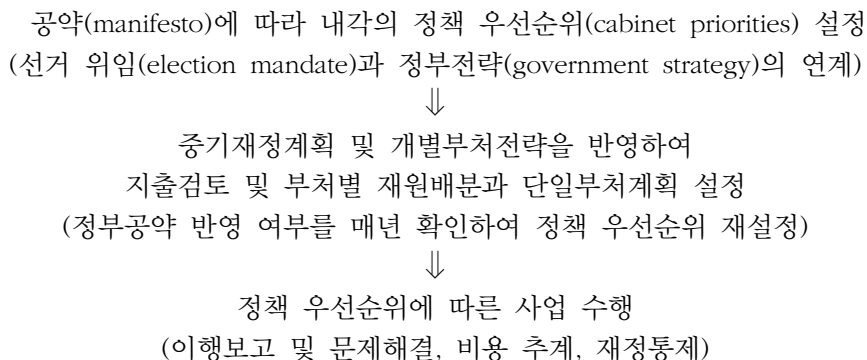 공약(manifesto)에 따라 내각의 정책 우선순위(cabinet priorities) 설정
(선거 위임(election mandate)과 정부전략(government strategy)의 연계)
⇓
중기재정계획 및 개별부처전략을 반영하여
지출검토 및 부처별 재원배분과 단일부처계획 설정
(정부공약 반영 여부를 매년 확인하여 정책 우선순위 재설정)
⇓
정책 우선순위에 따른 사업 수행
(이행보고 및 문제해결, 비용 추계, 재정통제)